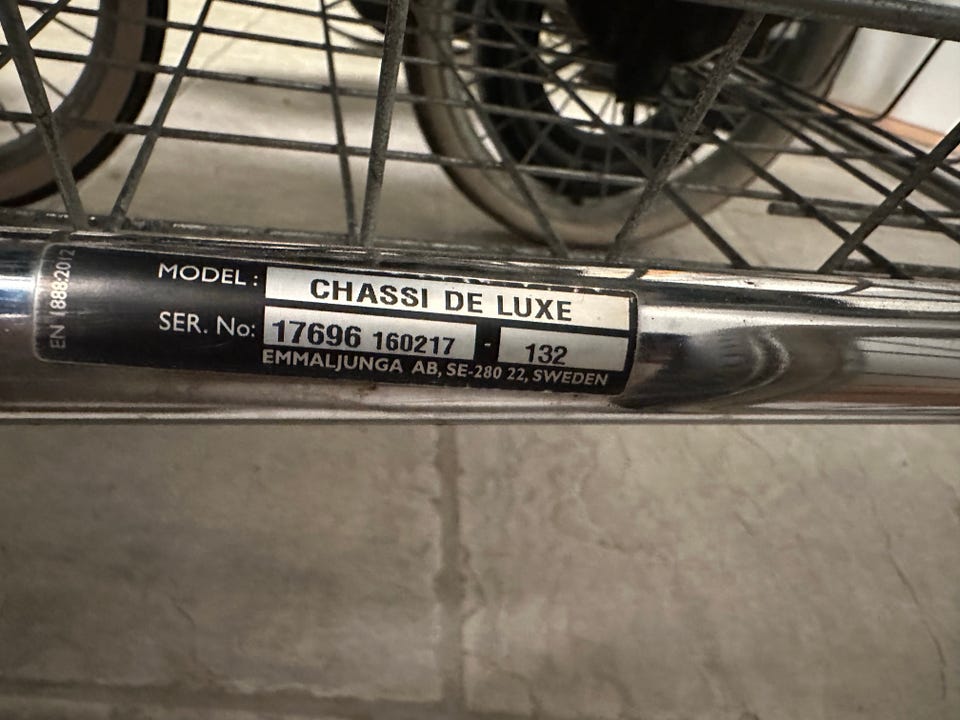 EN 1888:2012
MODEL : CHASSI DE LUXE
SER. No: 17696 160217 - 132
EMMALJUNGA AB, SE-280 22, SWEDEN